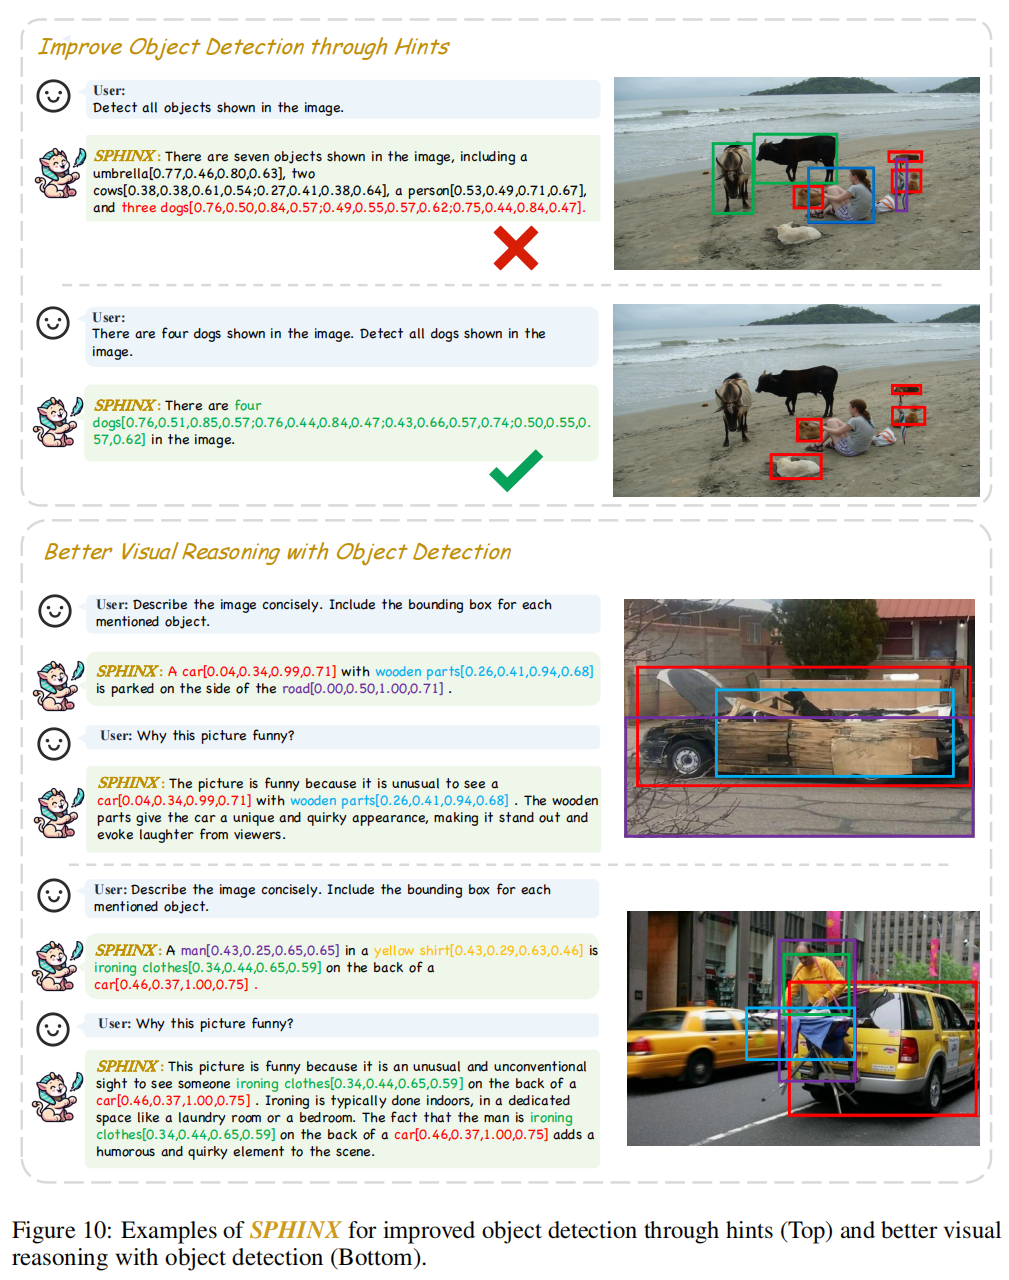 Improve Object Detection through Hints
User:
Detect all objects shown in the image.
SPHINX: There are seven objects shown in the image, including a
umbrella[0.77,0.46,0.80,0.63], two
cows[0.38,0.38,0.61,0.54;0.27,0.41,0.38,0.64], a person[0.53,0.49,0.71,0.67],
and three dogs[0.76,0.50,0.84,0.57;0.49,0.55,0.57,0.62;0.75,0.44,0.84,0.47].
User:
There are four dogs shown in the image. Detect all dogs shown in the
image.
SPHINX: There are four
dogs[0.76,0.51,0.85,0.57;0.76,0.44,0.84,0.47;0.43,0.66,0.57,0.74;0.50,0.55,0.
57,0.62] in the image.
Better Visual Reasoning with Object Detection
User: Describe the image concisely. Include the bounding box for each
mentioned object.
SPHINX: A car[0.04,0.34,0.99,0.71] with wooden parts[0.26,0.41,0.94,0.68]
is parked on the side of the road[0.00,0.50,1.00,0.71] .
User: Why this picture funny?
SPHINX: The picture is funny because it is unusual to see a
car[0.04,0.34,0.99,0.71] with wooden parts[0.26,0.41,0.94,0.68] . The wooden
parts give the car a unique and quirky appearance, making it stand out and
evoke laughter from viewers.
User: Describe the image concisely. Include the bounding box for each
mentioned object.
SPHINX: A man[0.43,0.25,0.65,0.65] in a yellow shirt[0.43,0.29,0.63,0.46] is
ironing clothes[0.34,0.44,0.65,0.59] on the back of a
car[0.46,0.37,1.00,0.75] .
User: Why this picture funny?
SPHINX: This picture is funny because it is an unusual and unconventional
sight to see someone ironing clothes[0.34,0.44,0.65,0.59] on the back of a
car[0.46,0.37,1.00,0.75] . Ironing is typically done indoors, in a dedicated
space like a laundry room or a bedroom. The fact that the man is ironing
clothes[0.34,0.44,0.65,0.59] on the back of a car[0.46,0.37,1.00,0.75] adds a
humorous and quirky element to the scene.
Figure 10: Examples of SPHINX for improved object detection through hints (Top) and better visual
reasoning with object detection (Bottom).